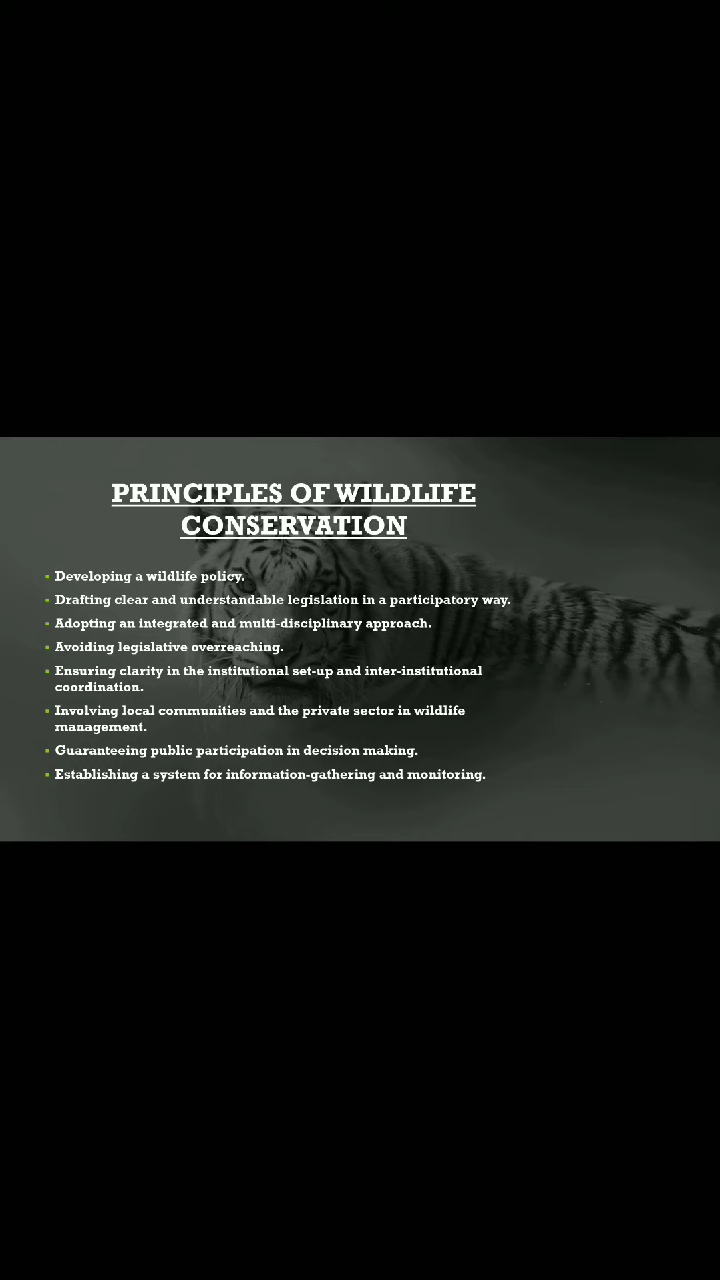 PRINCIPLES OF WILDLIFE
CONSERVATION
▪ Developing a wildlife policy.
▪ Drafting clear and understandable legislation in a participatory way.
▪ Adopting an integrated and multi-disciplinary approach.
▪ Avoiding legislative overreaching.
▪ Ensuring clarity in the institutional set-up and inter-institutional
coordination.
▪ Involving local communities and the private sector in wildlife
management.
▪ Guaranteeing public participation in decision making.
▪ Establishing a system for information-gathering and monitoring.